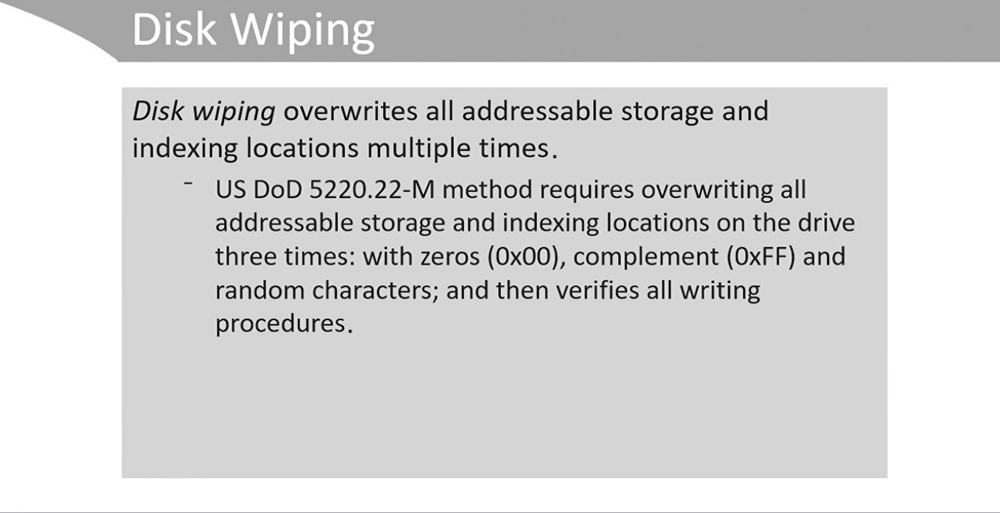 Disk Wiping
Disk wiping overwrites all addressable storage and
indexing locations multiple times.
- US DoD 5220.22-M method requires overwriting all
addressable storage and indexing locations on the drive
three times: with zeros (0x00), complement (0xFF) and
random characters; and then verifies all writing
procedures.